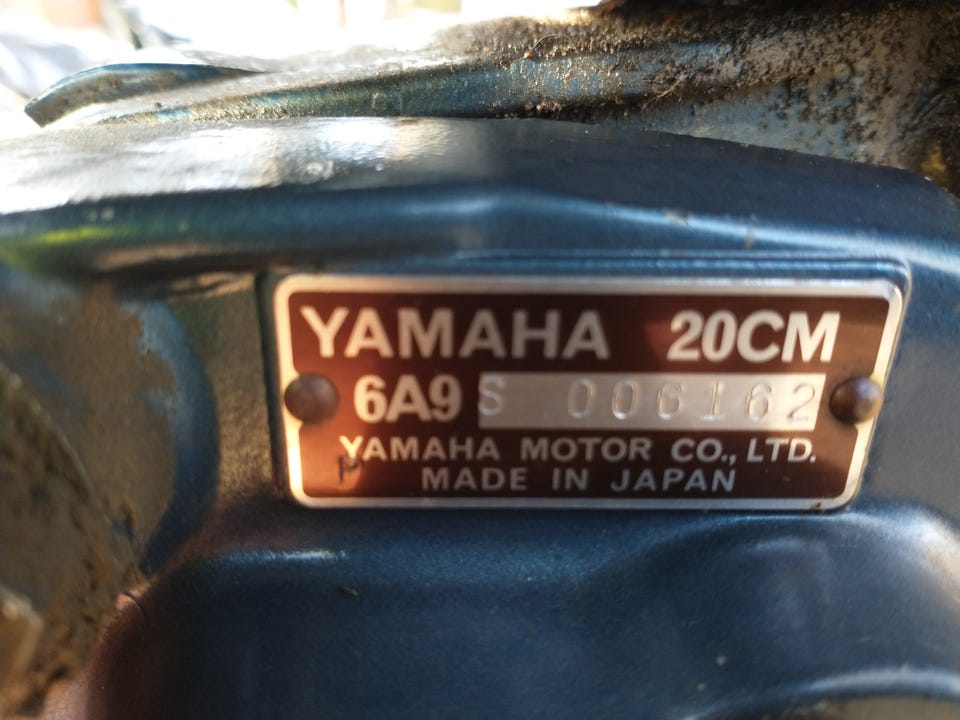 YAMAHA 20CM
6A9 S 006162
YAMAHA MOTOR CO., LTD.
MADE IN JAPAN